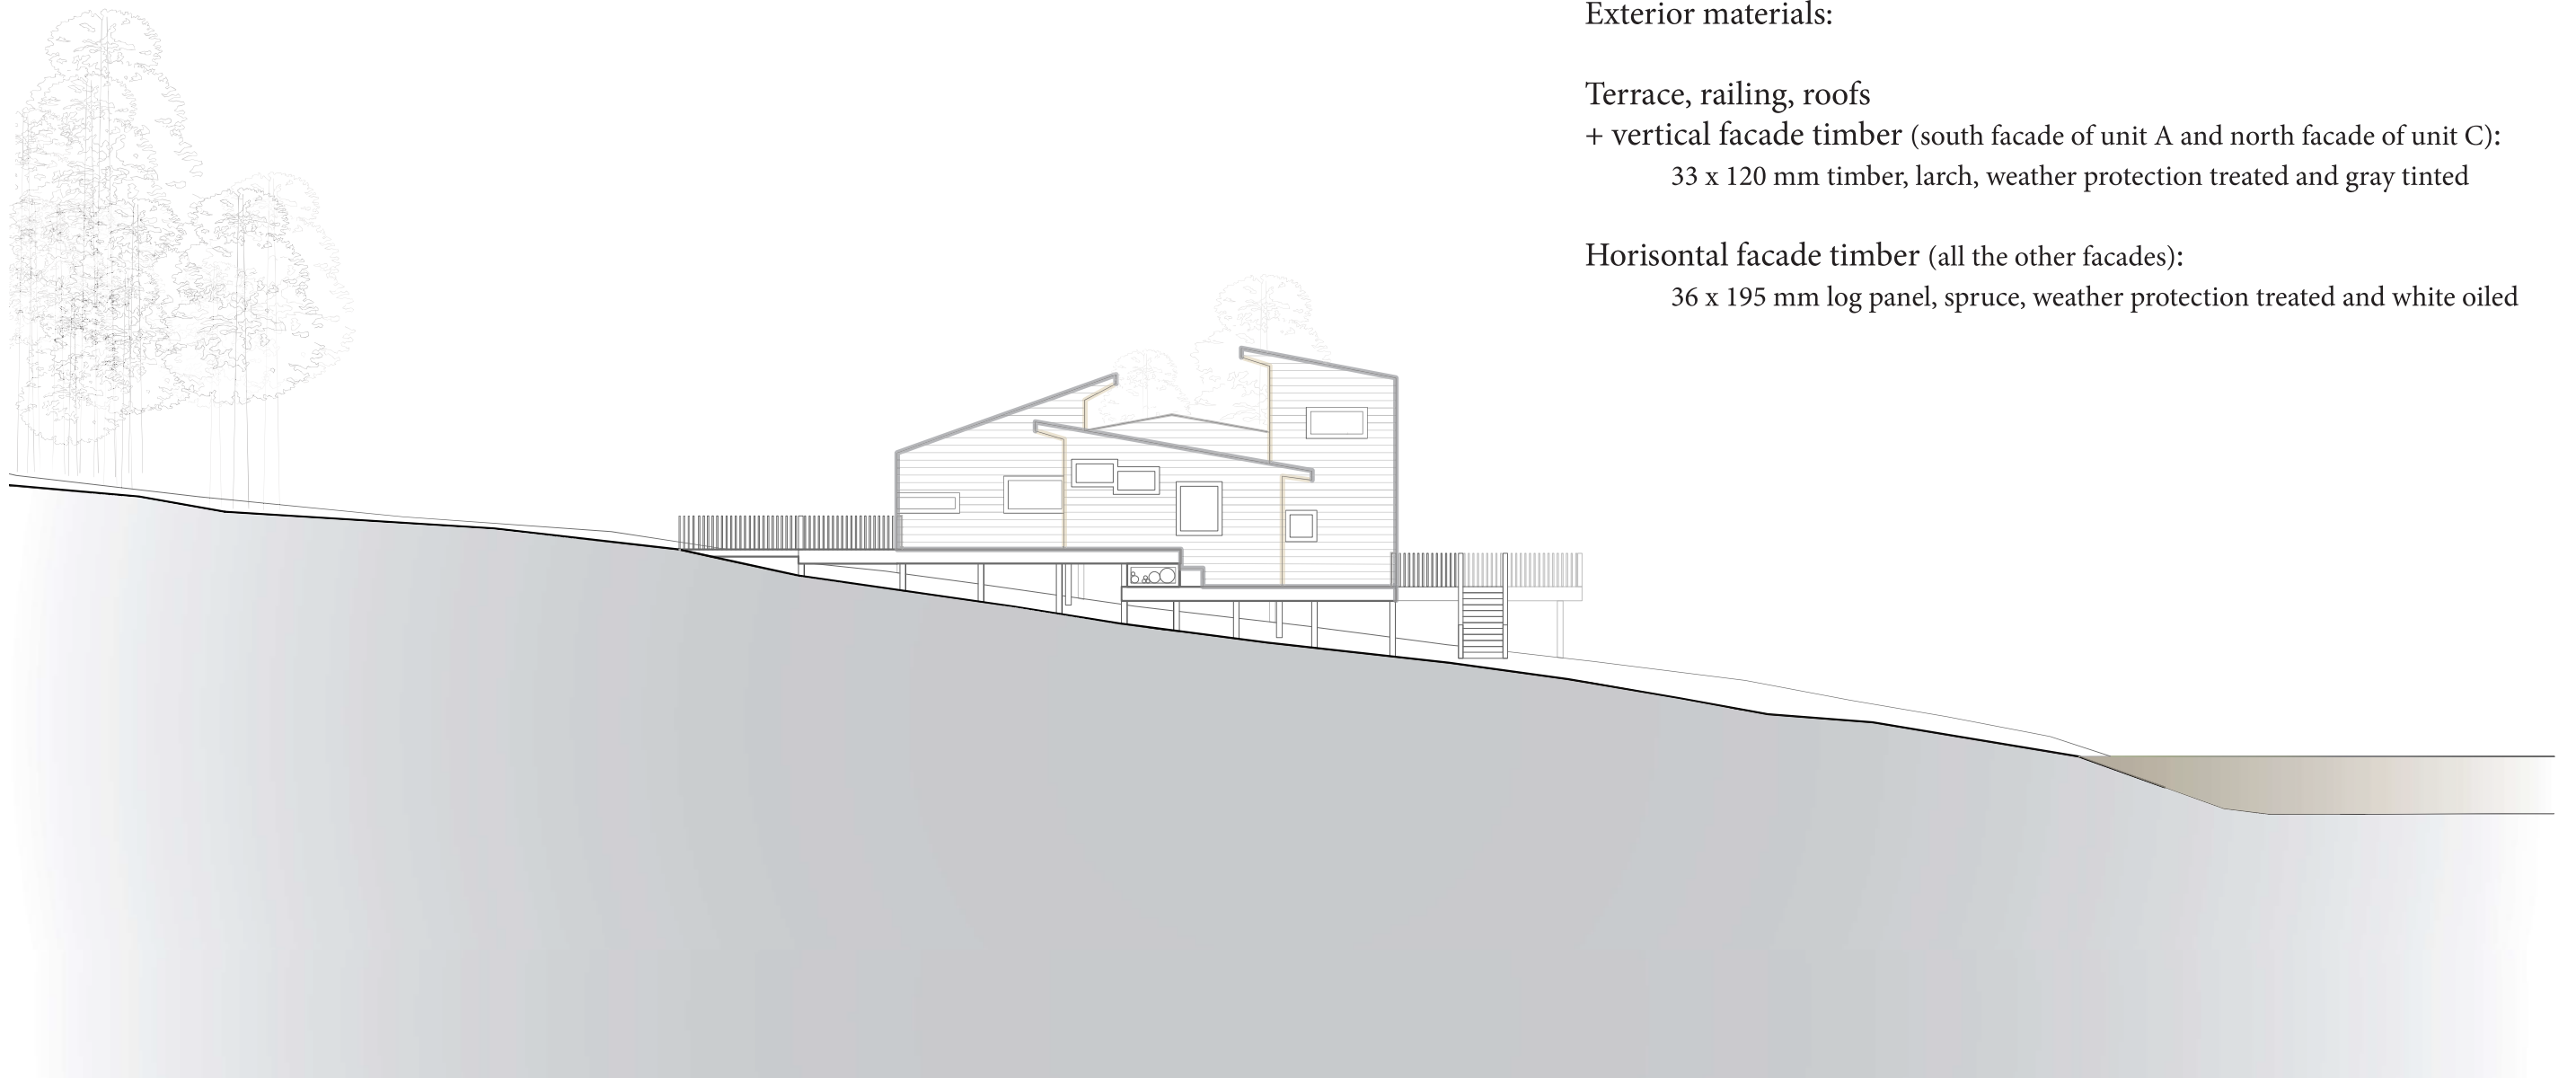 Exterior materials:
Terrace, railing, roofs
+ vertical facade timber (south facade of unit A and north facade of unit C):
33 x 120 mm timber, larch, weather protection treated and gray tinted
Horisontal facade timber (all the other facades):
36 x 195 mm log panel, spruce, weather protection treated and white oiled